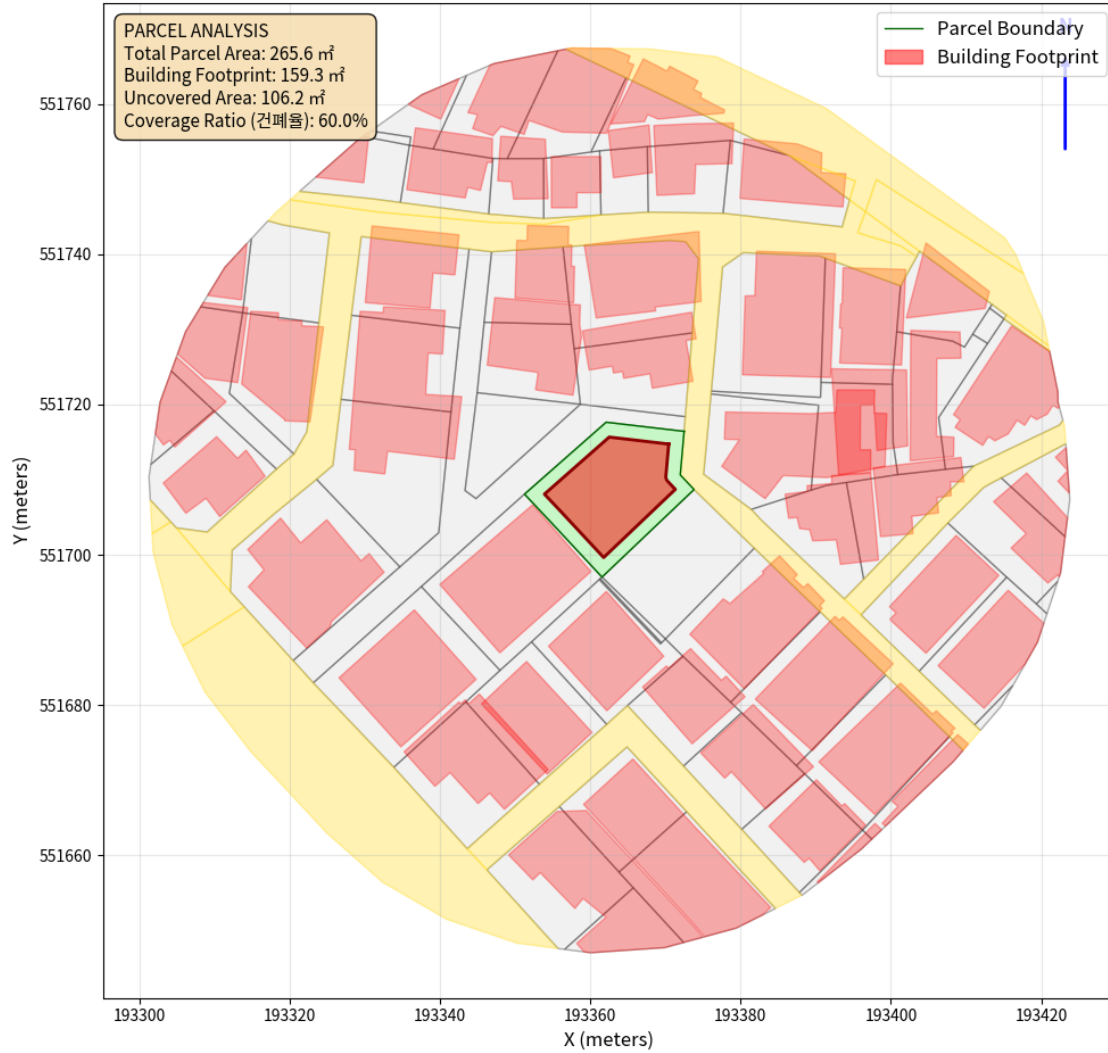 PARCEL ANALYSIS
Total Parcel Area: 265.6 ㎡
Building Footprint: 159.3 ㎡
Uncovered Area: 106.2 ㎡
Coverage Ratio (건폐율): 60.0%
Parcel Boundary
Building Footprint
N
Y (meters)
551760
551740
551720
551700
551680
551660
193300
193320
193340
193360
193380
193400
193420
X (meters)